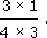 3 × 1
4 × 3 .